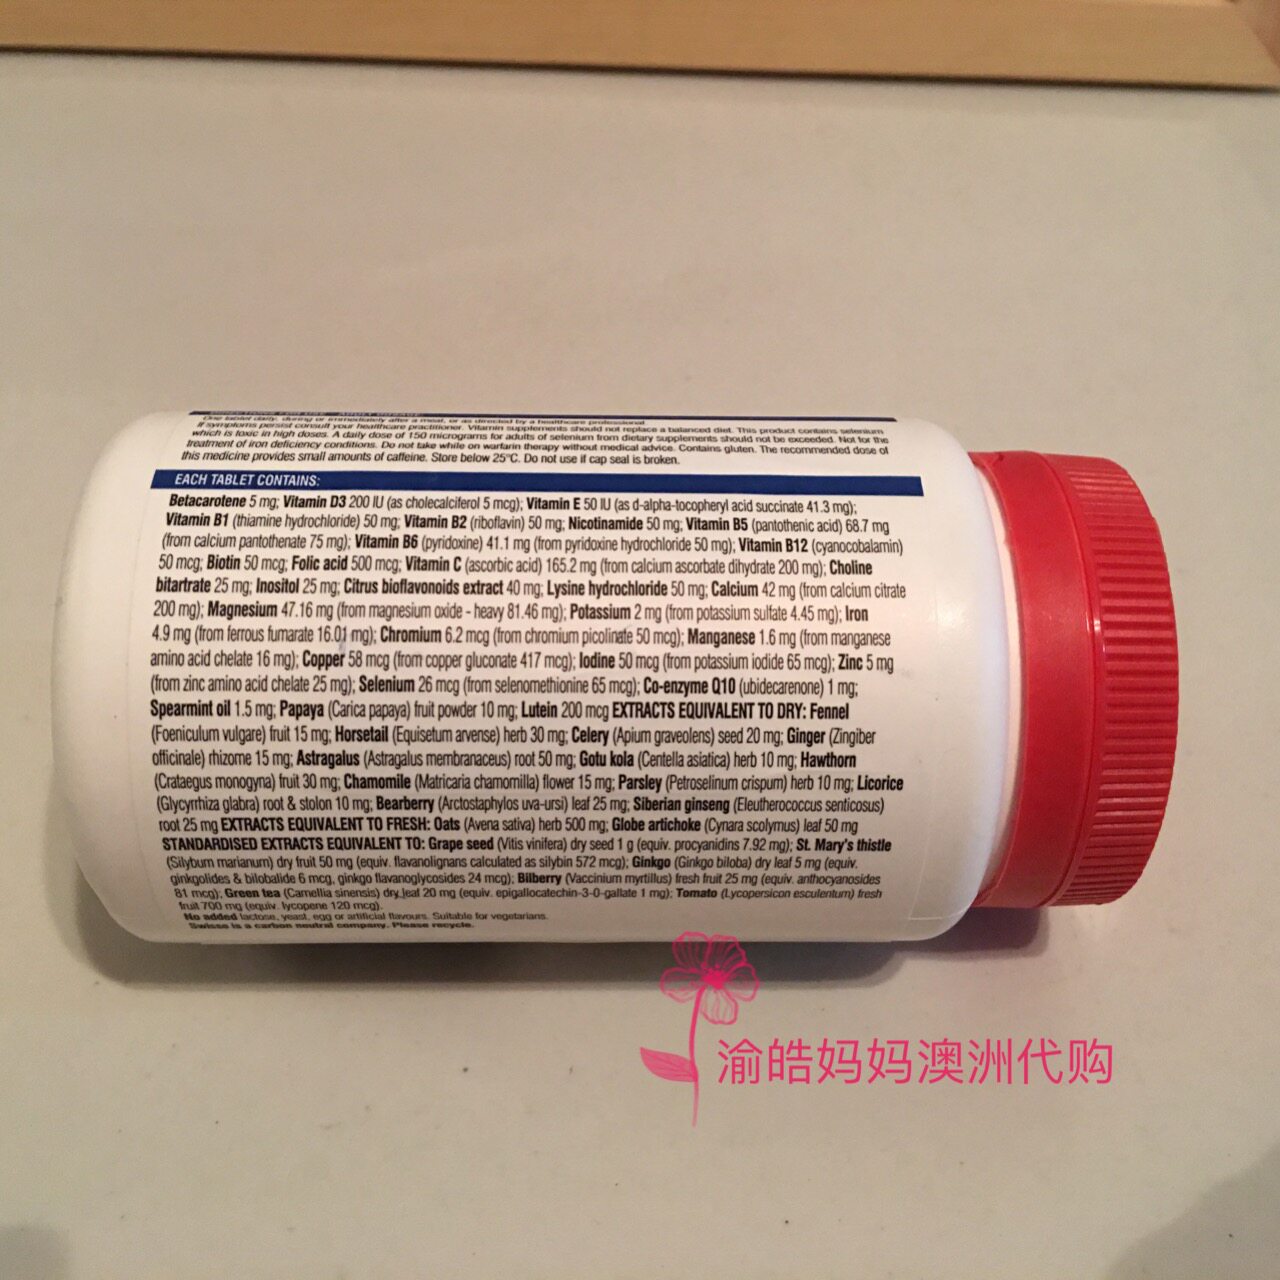 DIRECTIONS FOR USE - ADULT DOSAGE:
One tablet daily, during or immediately after a meal, or as directed by a healthcare professional.
If symptoms persist consult your healthcare practitioner. Vitamin supplements should not replace a balanced diet. This product contains selenium
which is toxic in high doses. A daily dose of 150 micrograms for adults of selenium from dietary supplements should not be exceeded. Not for the
treatment of iron deficiency conditions. Do not take while on warfarin therapy without medical advice. Contains gluten. The recommended dose of
this medicine provides small amounts of caffeine. Store below 25°C. Do not use if cap seal is broken.
EACH TABLET CONTAINS:
Betacarotene 5 mg; Vitamin D3 200 IU (as cholecalciferol 5 mcg); Vitamin E 50 IU (as d-alpha-tocopheryl acid succinate 41.3 mg);
Vitamin B1 (thiamine hydrochloride) 50 mg; Vitamin B2 (riboflavin) 50 mg; Nicotinamide 50 mg; Vitamin B5 (pantothenic acid) 68.7 mg
(from calcium pantothenate 75 mg); Vitamin B6 (pyridoxine) 41.1 mg (from pyridoxine hydrochloride 50 mg); Vitamin B12 (cyanocobalamin)
50 mcg; Biotin 50 mcg; Folic acid 500 mcg; Vitamin C (ascorbic acid) 165.2 mg (from calcium ascorbate dihydrate 200 mg); Choline
bitartrate 25 mg; Inositol 25 mg; Citrus bioflavonoids extract 40 mg; Lysine hydrochloride 50 mg; Calcium 42 mg (from calcium citrate
200 mg); Magnesium 47.16 mg (from magnesium oxide - heavy 81.46 mg); Potassium 2 mg (from potassium sulfate 4.45 mg); Iron
4.9 mg (from ferrous fumarate 16.01 mg); Chromium 6.2 mcg (from chromium picolinate 50 mcg); Manganese 1.6 mg (from manganese
amino acid chelate 16 mg); Copper 58 mcg (from copper gluconate 417 mcg); Iodine 50 mcg (from potassium iodide 65 mcg); Zinc 5 mg
(from zinc amino acid chelate 25 mg); Selenium 26 mcg (from selenomethionine 65 mcg); Co-enzyme Q10 (ubidecarenone) 1 mg;
Spearmint oil 1.5 mg; Papaya (Carica papaya) fruit powder 10 mg; Lutein 200 mcg EXTRACTS EQUIVALENT TO DRY: Fennel
(Foeniculum vulgare) fruit 15 mg; Horsetail (Equisetum arvense) herb 30 mg; Celery (Apium graveolens) seed 20 mg; Ginger (Zingiber
officinale) rhizome 15 mg; Astragalus (Astragalus membranaceus) root 50 mg; Gotu kola (Centella asiatica) herb 10 mg; Hawthorn
(Crataegus monogyna) fruit 30 mg; Chamomile (Matricaria chamomilla) flower 15 mg; Parsley (Petroselinum crispum) herb 10 mg; Licorice
(Glycyrrhiza glabra) root & stolon 10 mg; Bearberry (Arctostaphylos uva-ursi) leaf 25 mg; Siberian ginseng (Eleutherococcus senticosus)
root 25 mg EXTRACTS EQUIVALENT TO FRESH: Oats (Avena sativa) herb 500 mg; Globe artichoke (Cynara scolymus) leaf 50 mg
STANDARDISED EXTRACTS EQUIVALENT TO: Grape seed (Vitis vinifera) dry seed 1 g (equiv. procyanidins 7.92 mg); St. Mary's thistle
(Silybum marianum) dry fruit 50 mg (equiv. flavanolignans calculated as silybin 572 mcg); Ginkgo (Ginkgo biloba) dry leaf 5 mg (equiv.
ginkgolides & bilobalide 6 mcg, ginkgo flavanoglycosides 24 mcg); Bilberry (Vaccinium myrtillus) fresh fruit 25 mg (equiv. anthocyanosides
81 mcg); Green tea (Camellia sinensis) dry leaf 20 mg (equiv. epigallocatechin-3-0-gallate 1 mg); Tomato (Lycopersicon esculentum) fresh
fruit 700 mg (equiv. lycopene 120 mcg).
No added lactose, yeast, egg or artificial flavours. Suitable for vegetarians.
Swisse is a carbon neutral company. Please recycle.
渝皓妈妈澳洲代购